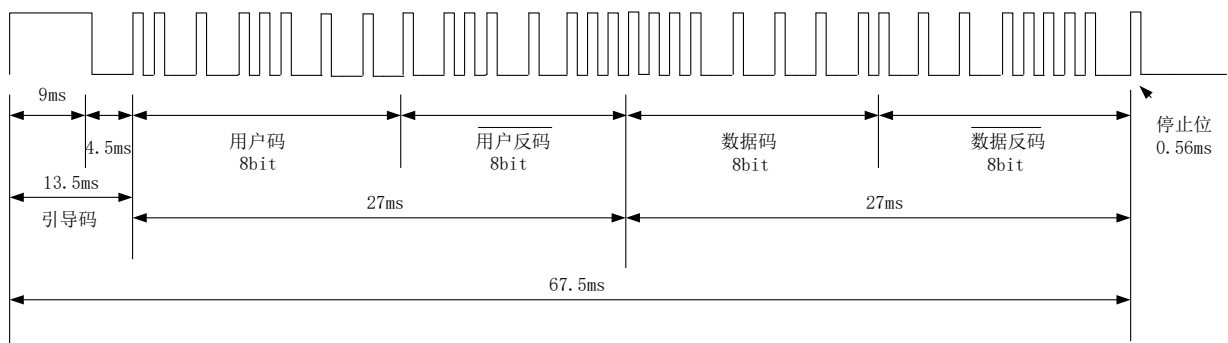 9ms
4.5ms
用户码
8bit
用户反码
8bit
数据码
8bit
数据反码
8bit
停止位
0.56ms
13.5ms
引导码
27ms
27ms
67.5ms